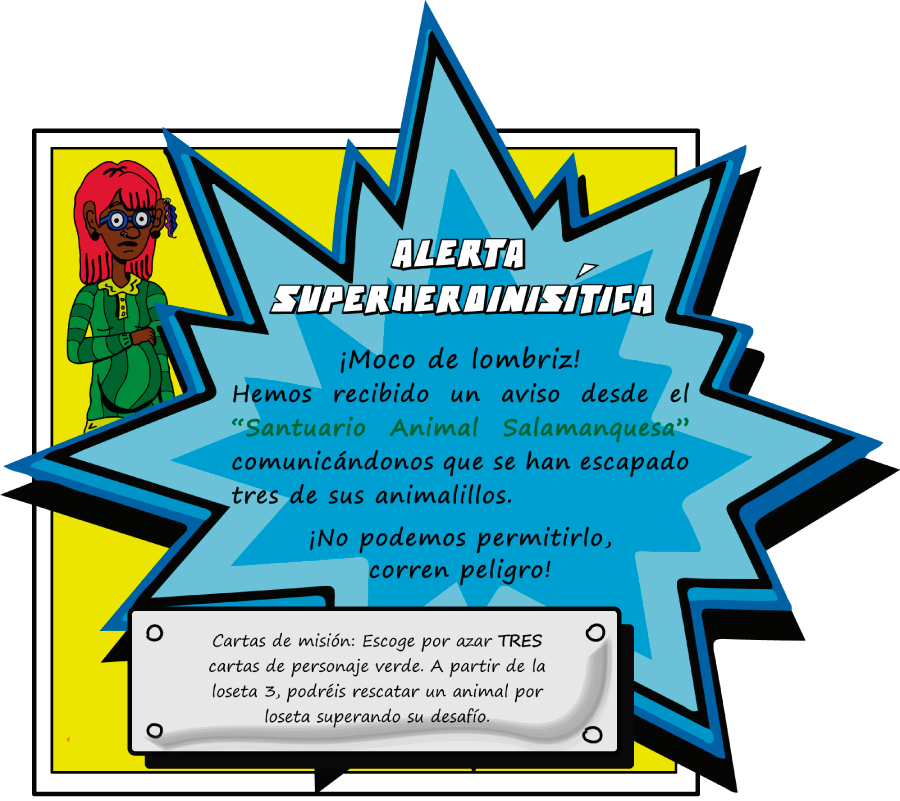 ALERTA
SUPERHEROINISÍTICA
¡Moco de lombriz!
Hemos recibido un aviso desde el
“Santuario Animal Salamanquesa”
comunicándonos que se han escapado
tres de sus animalillos.
¡No podemos permitirlo,
corren peligro!
Cartas de misión: Escoge por azar TRES
cartas de personaje verde. A partir de la
loseta 3, podréis rescatar un animal por
loseta superando su desafío.